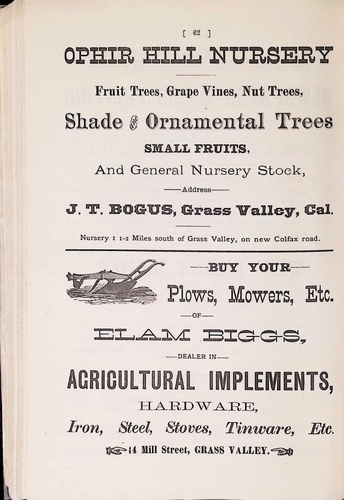 [ 62 ]
OPHIR HILL NURSERY
Fruit Trees, Grape Vines, Nut Trees,
Shade and Ornamental Trees
SMALL FRUITS,
And General Nursery Stock,
—Address—
J. T. BOGUS, Grass Valley, Cal.
Nursery 1 1-2 Miles south of Grass Valley, on new Colfax road.
—BUY YOUR—
Plows, Mowers, Etc.
—OF—
ELAM BIGGS,
—DEALER IN—
AGRICULTURAL IMPLEMENTS,
HARDWARE,
Iron, Steel, Stoves, Tinware, Etc.
14 Mill Street, GRASS VALLEY.